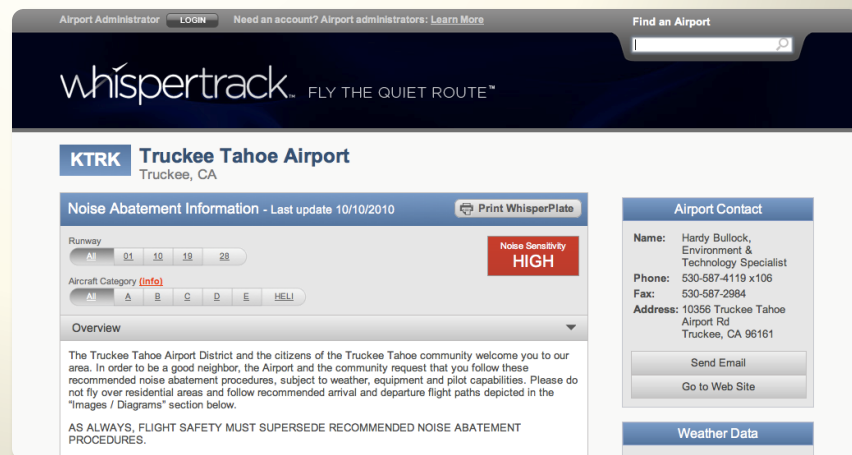 Airport Administrator LOGIN Need an account? Airport administrators: Learn More
Find an Airport
whispertrack™ FLY THE QUIET ROUTE™
KTRK Truckee Tahoe Airport
Truckee, CA
Noise Abatement Information - Last update 10/10/2010 Print WhisperPlate
Runway
All 01 10 19 28
Noise Sensitivity
HIGH
Aircraft Category (info)
All A B C D E HELI
Overview
The Truckee Tahoe Airport District and the citizens of the Truckee Tahoe community welcome you to our
area. In order to be a good neighbor, the Airport and the community request that you follow these
recommended noise abatement procedures, subject to weather, equipment and pilot capabilities. Please do
not fly over residential areas and follow recommended arrival and departure flight paths depicted in the
"Images / Diagrams" section below.
AS ALWAYS, FLIGHT SAFETY MUST SUPERSEDE RECOMMENDED NOISE ABATEMENT
PROCEDURES.
Airport Contact
Name: Hardy Bullock,
Environment &
Technology Specialist
Phone: 530-587-4119 x106
Fax: 530-587-2984
Address: 10356 Truckee Tahoe
Airport Rd
Truckee, CA 96161
Send Email
Go to Web Site
Weather Data